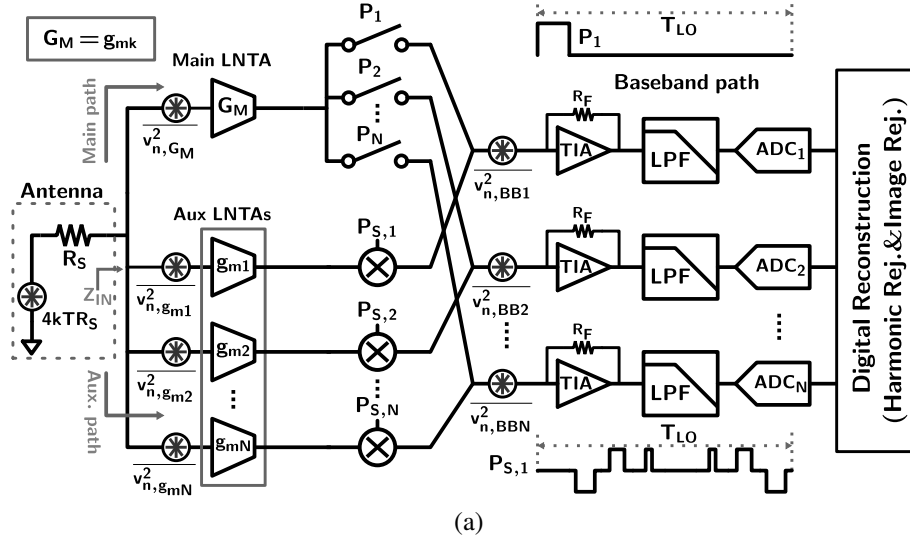 G_M = g_mk
Main LNTA
Main path
G_M
v²_n,G_M
P_1
P_2
P_N
P_1
T_LO
Baseband path
R_F
TIA
LPF
ADC_1
v²_n,BB1
R_F
TIA
LPF
ADC_2
v²_n,BB2
R_F
TIA
LPF
ADC_N
v²_n,BBN
Digital Reconstruction
(Harmonic Rej.&Image Rej.)
Antenna
R_S
Z_IN
4kTR_S
Aux LNTAs
g_m1
v²_n,g_m1
P_S,1
g_m2
v²_n,g_m2
P_S,2
Aux. path
g_mN
v²_n,g_mN
P_S,N
T_LO
P_S,1
(a)